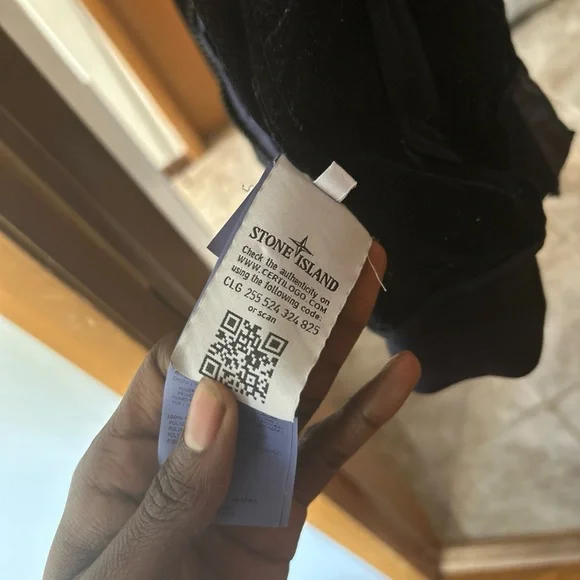 STONE ISLAND
Check the authenticity on
WWW.CERTILOGO.COM
using the following code:
CLG 255 524 324 825
or scan